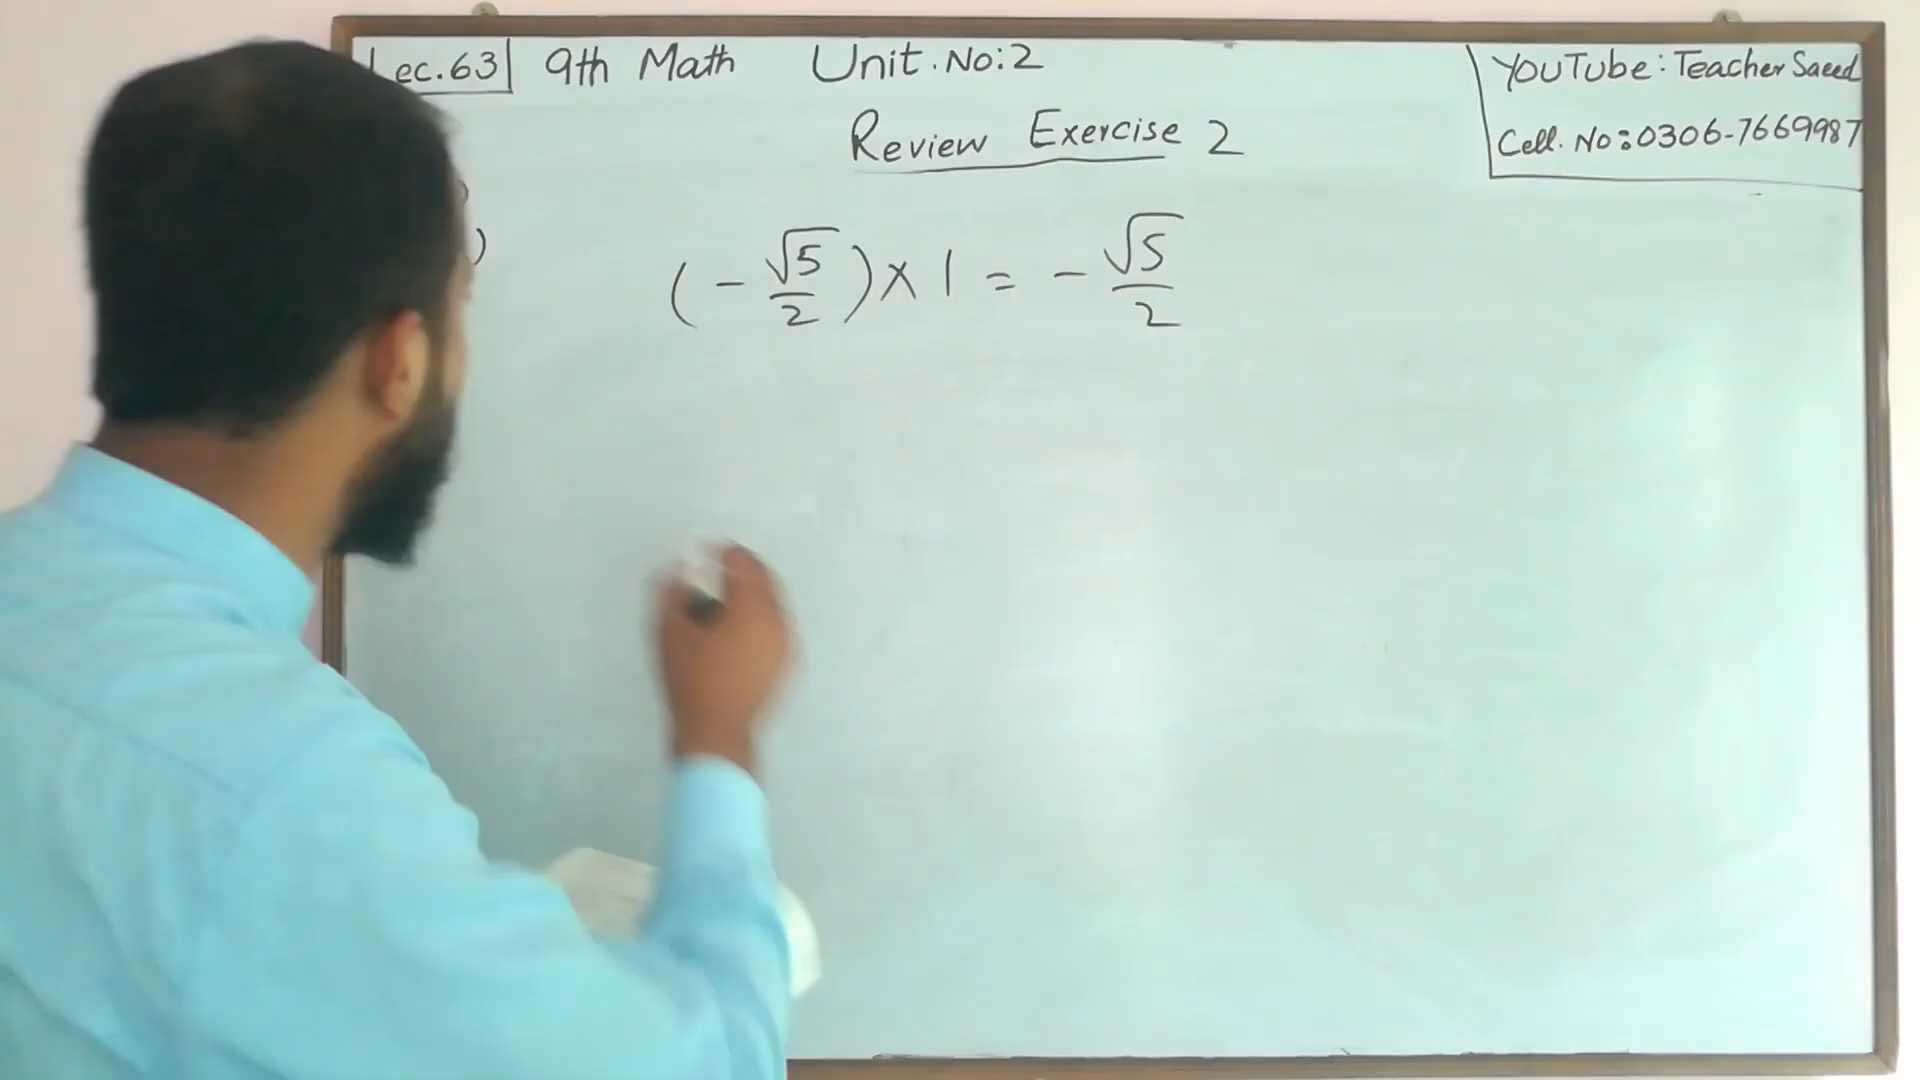 Lec.63 9th Math Unit.No:2
YouTube: Teacher Saeed
Cell. No: 0306-7669987
Review Exercise 2
)
)
(-√5/2) × 1 = -√5/2